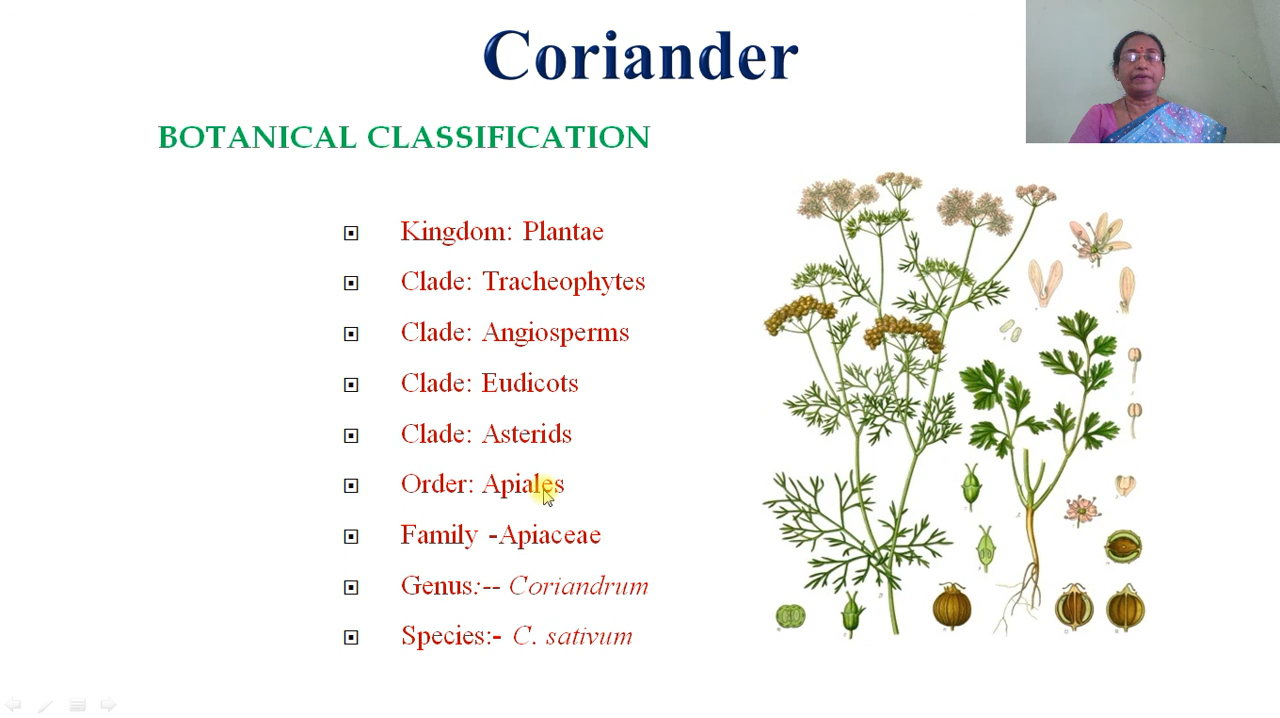 Coriander
BOTANICAL CLASSIFICATION
Kingdom: Plantae
Clade: Tracheophytes
Clade: Angiosperms
Clade: Eudicots
Clade: Asterids
Order: Apiales
Family -Apiaceae
Genus:-- Coriandrum
Species:- C. sativum